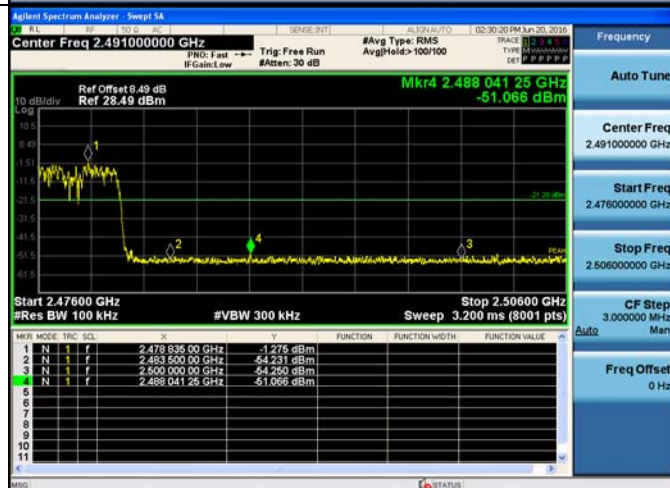 Agilent Spectrum Analyzer - Swept SA
RL RF 50 Ω AC SENSE:INT ALIGNAUTO 02:30:20 PM Jun 20, 2016
Center Freq 2.491000000 GHz
PNO: Fast
IFGain:Low
Trig: Free Run
#Atten: 30 dB
#Avg Type: RMS
Avg|Hold:>100/100
TRACE 1 2 3 4 5 6
TYPE
DET P P P P P P
Mkr4 2.488 041 25 GHz
-51.066 dBm
Ref Offset 8.49 dB
10 dB/div Ref 28.49 dBm
Log
18.5
8.49
-1.51
-11.5
-21.5
-31.5
-41.5
-51.5
-61.5
1
2
4
3
-21.28 dBm
PEAK
Start 2.47600 GHz Stop 2.50600 GHz
#Res BW 100 kHz #VBW 300 kHz Sweep 3.200 ms (8001 pts)
MKR MODE TRC SCL X Y FUNCTION FUNCTION WIDTH FUNCTION VALUE
1 N 1 f 2.478 835 00 GHz -1.275 dBm
2 N 1 f 2.483 500 00 GHz -54.231 dBm
3 N 1 f 2.500 000 00 GHz -54.250 dBm
4 N 1 f 2.488 041 25 GHz -51.066 dBm
5
6
7
8
9
10
11
MSG STATUS
Frequency
Auto Tune
Center Freq
2.491000000 GHz
Start Freq
2.476000000 GHz
Stop Freq
2.506000000 GHz
CF Step
3.000000 MHz
Auto Man
Freq Offset
0 Hz